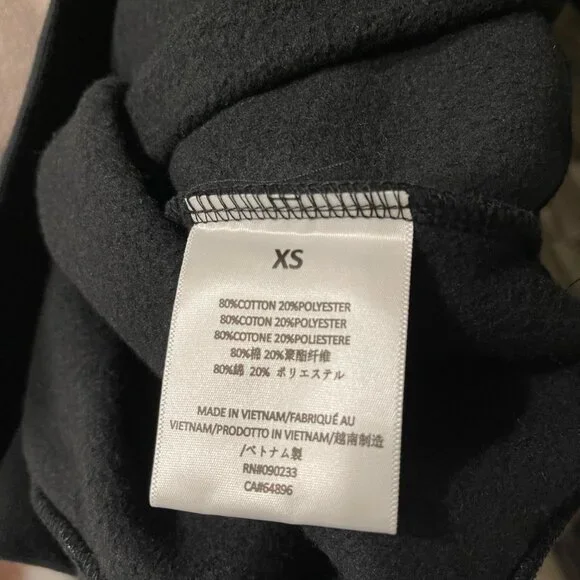 XS
80%COTTON 20%POLYESTER
80%COTON 20%POLYESTER
80%COTONE 20%POLIESTERE
80%棉 20%聚酯纤维
80%綿 20% ポリエステル
MADE IN VIETNAM/FABRIQUÉ AU
VIETNAM/PRODOTTO IN VIETNAM/越南制造
/ベトナム製
RN#090233
CA#64896